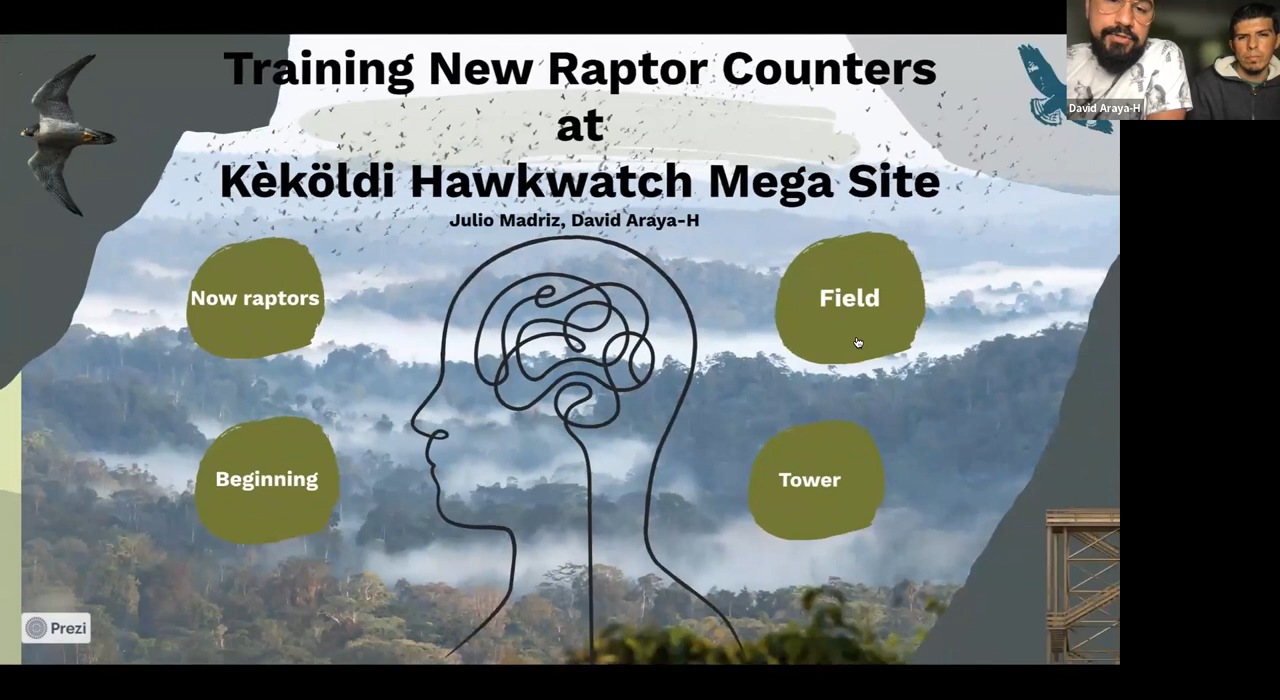 Training New Raptor Counters
at
Kèköldi Hawkwatch Mega Site
Julio Madriz, David Araya-H
Now raptors
Field
Beginning
Tower
Prezi
David Araya-H